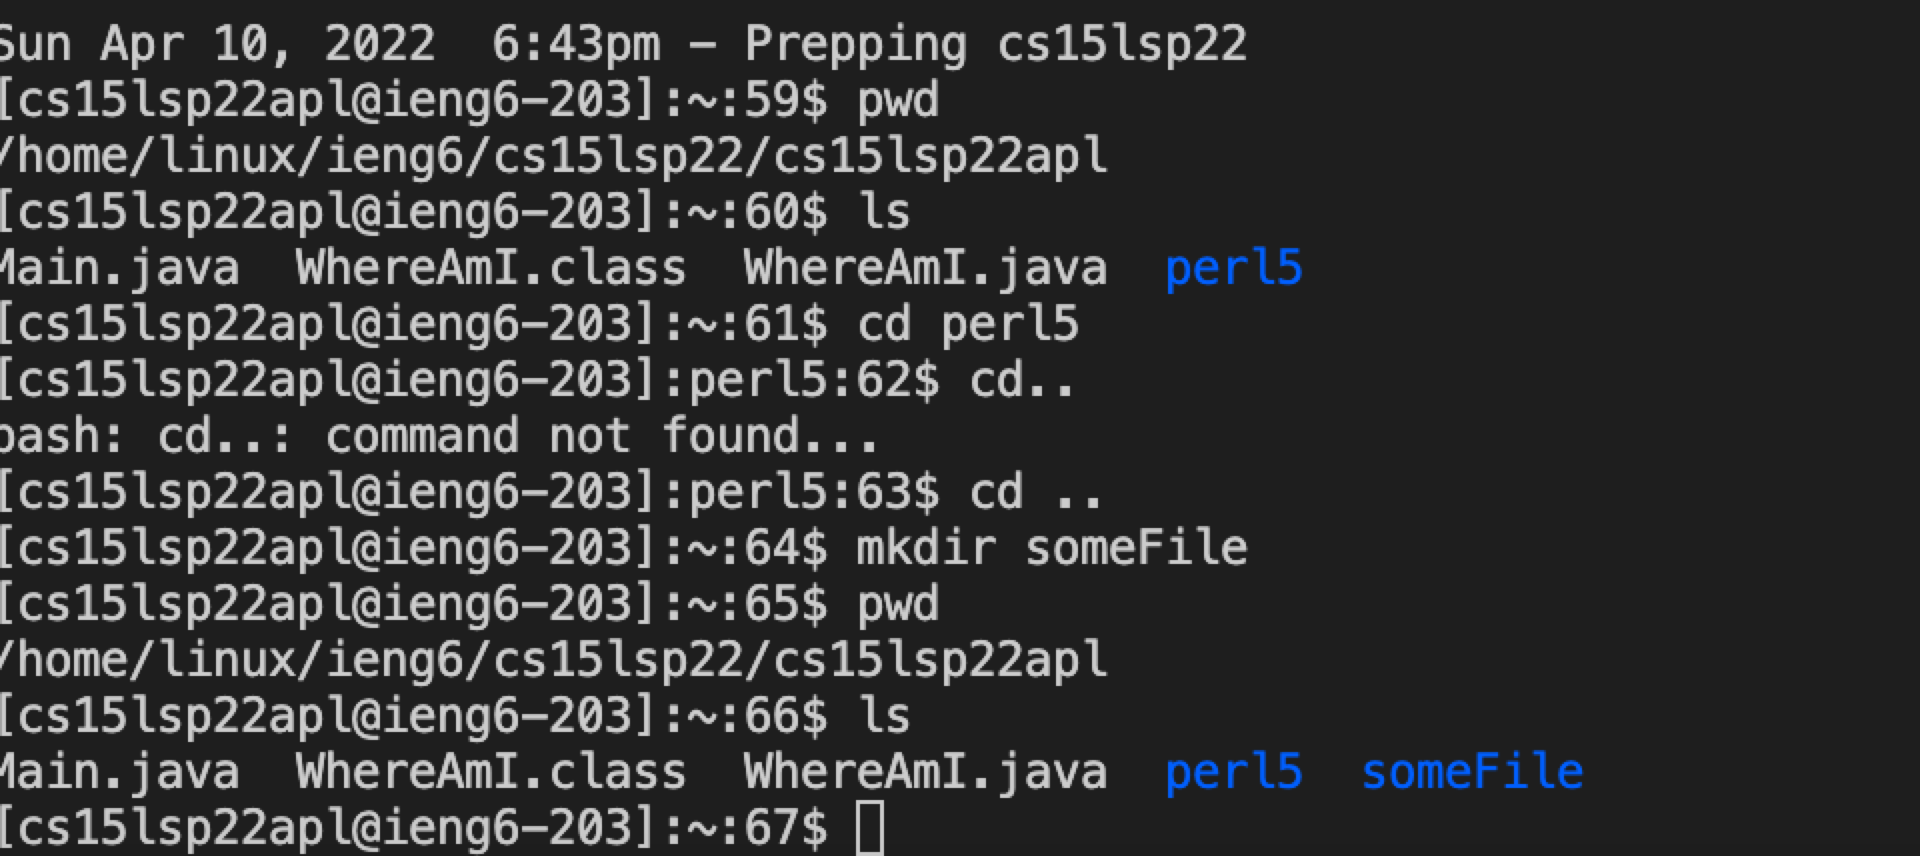 Sun Apr 10, 2022  6:43pm – Prepping cs15lsp22
[cs15lsp22apl@ieng6-203]:~:59$ pwd
/home/linux/ieng6/cs15lsp22/cs15lsp22apl
[cs15lsp22apl@ieng6-203]:~:60$ ls
Main.java  WhereAmI.class  WhereAmI.java  perl5
[cs15lsp22apl@ieng6-203]:~:61$ cd perl5
[cs15lsp22apl@ieng6-203]:perl5:62$ cd..
bash: cd..: command not found...
[cs15lsp22apl@ieng6-203]:perl5:63$ cd ..
[cs15lsp22apl@ieng6-203]:~:64$ mkdir someFile
[cs15lsp22apl@ieng6-203]:~:65$ pwd
/home/linux/ieng6/cs15lsp22/cs15lsp22apl
[cs15lsp22apl@ieng6-203]:~:66$ ls
Main.java  WhereAmI.class  WhereAmI.java  perl5  someFile
[cs15lsp22apl@ieng6-203]:~:67$